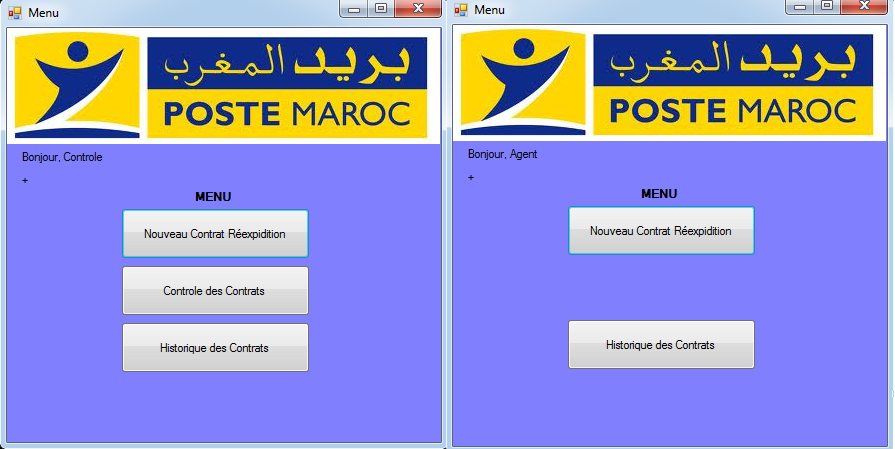 Menu
بريد المغرب
POSTE MAROC
Bonjour, Controle
+
MENU
Nouveau Contrat Réexpidition
Controle des Contrats
Historique des Contrats
Menu
بريد المغرب
POSTE MAROC
Bonjour, Agent
+
MENU
Nouveau Contrat Réexpidition
Historique des Contrats